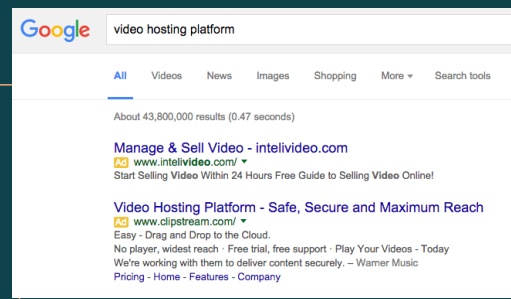 Google video hosting platform
All Videos News Images Shopping More ▾ Search tools
About 43,800,000 results (0.47 seconds)
Manage & Sell Video - intelivideo.com
Ad www.intelivideo.com/ ▾
Start Selling Video Within 24 Hours Free Guide to Selling Video Online!
Video Hosting Platform - Safe, Secure and Maximum Reach
Ad www.clipstream.com/ ▾
Easy - Drag and Drop to the Cloud.
No player, widest reach · Free trial, free support · Play Your Videos - Today
We're working with them to deliver content securely. – Warner Music
Pricing - Home - Features - Company